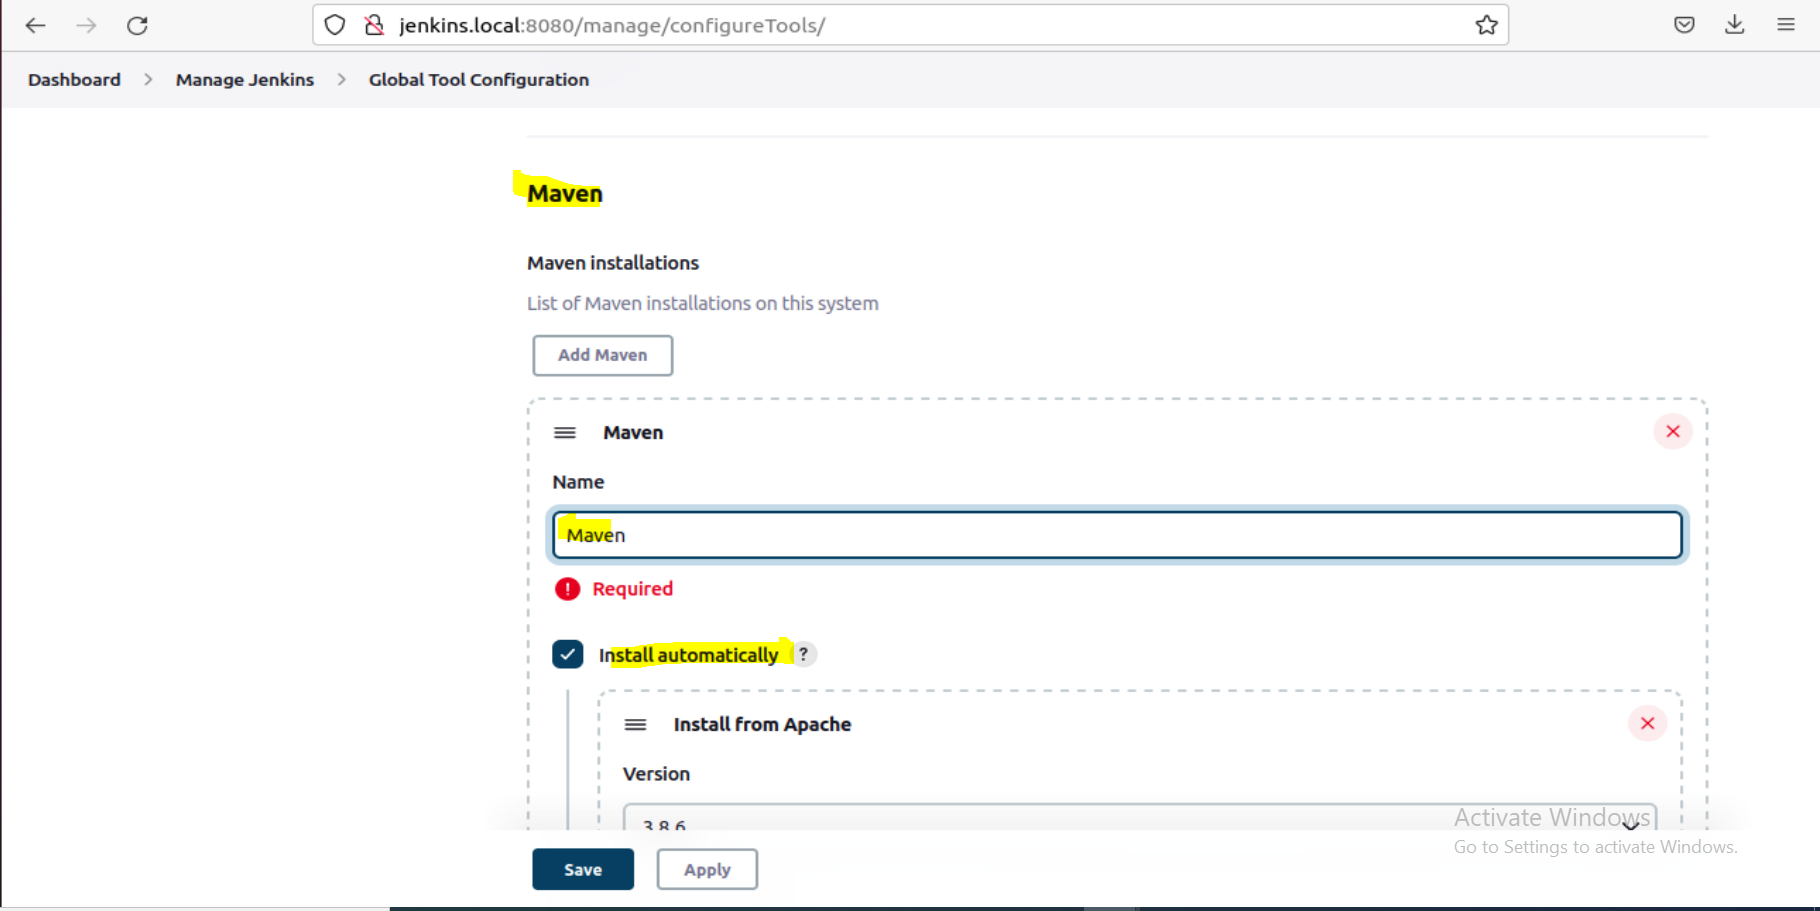 jenkins.local:8080/manage/configureTools/
Dashboard > Manage Jenkins > Global Tool Configuration
Maven
Maven installations
List of Maven installations on this system
Add Maven
Maven
Name
Maven
! Required
Install automatically ?
Install from Apache
Version
3.8.6
Activate Windows
Go to Settings to activate Windows.
Save Apply